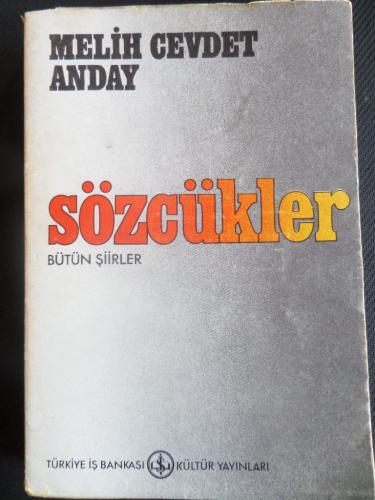 MELİH CEVDET
ANDAY
sözcükler
BÜTÜN ŞİİRLER
TÜRKİYE İŞ BANKASI KÜLTÜR YAYINLARI